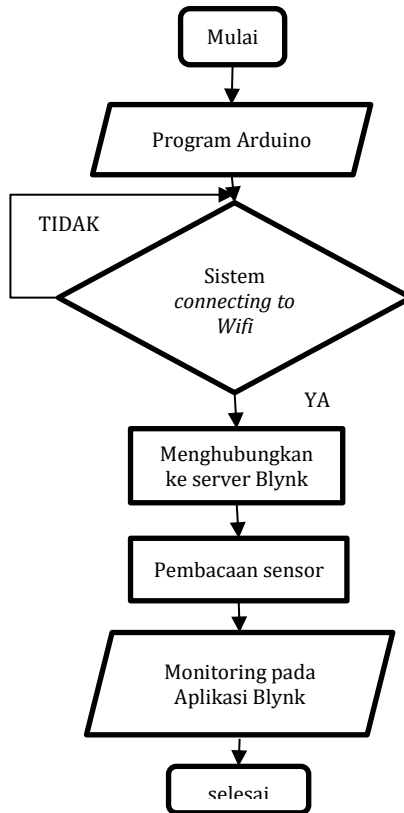 Mulai
Program Arduino
TIDAK
Sistem
connecting to
Wifi
YA
Menghubungkan
ke server Blynk
Pembacaan sensor
Monitoring pada
Aplikasi Blynk
selesai